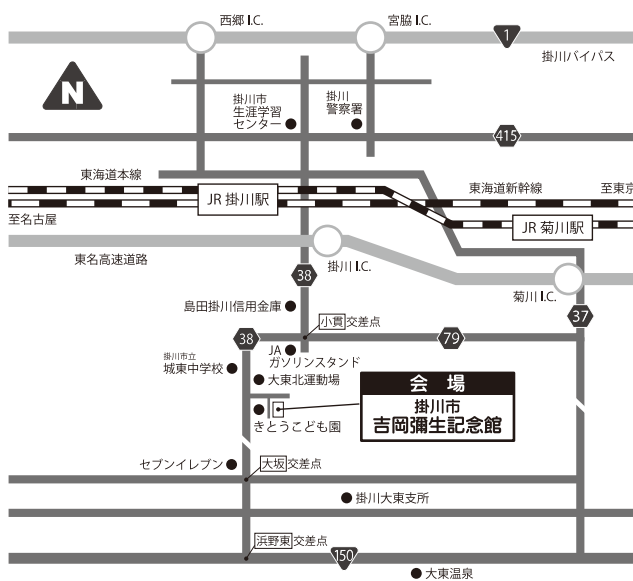 西郷 I.C.
宮脇 I.C.
1
掛川バイパス
N
掛川市
生涯学習
センター
掛川
警察署
415
東海道本線
JR 掛川駅
東海道新幹線
至東京
至名古屋
JR 菊川駅
東名高速道路
掛川 I.C.
38
菊川 I.C.
島田掛川信用金庫
37
小貫交差点
38
79
JA
ガソリンスタンド
掛川市立
城東中学校
大東北運動場
会場
掛川市
吉岡彌生記念館
きとうこども園
セブンイレブン
大坂交差点
掛川大東支所
浜野東交差点
150
大東温泉